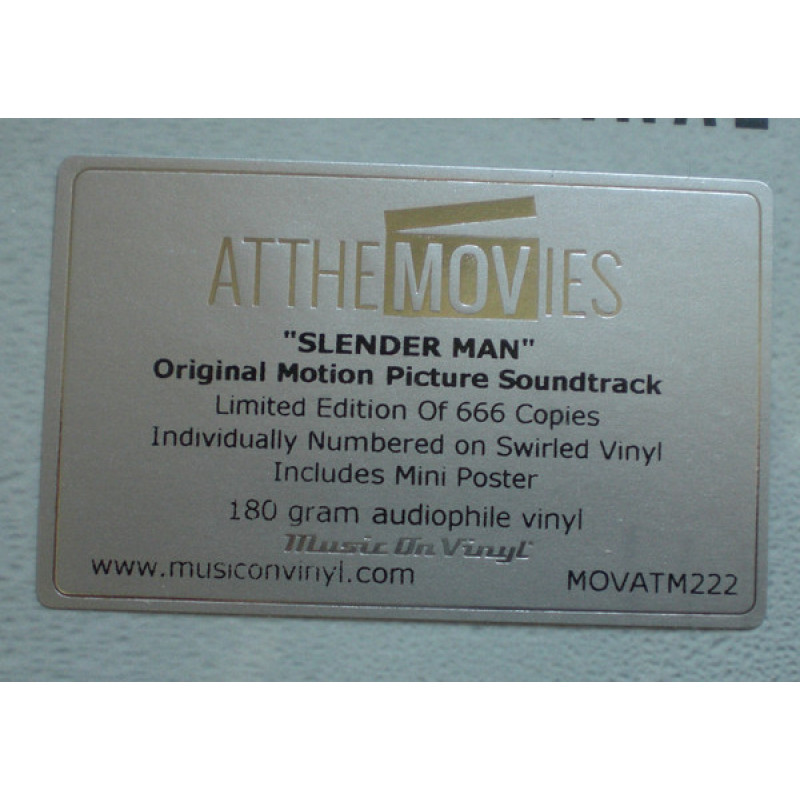 ATTHEMOVIES
"SLENDER MAN"
Original Motion Picture Soundtrack
Limited Edition Of 666 Copies
Individually Numbered on Swirled Vinyl
Includes Mini Poster
180 gram audiophile vinyl
Music On Vinyl
www.musiconvinyl.com
MOVATM222